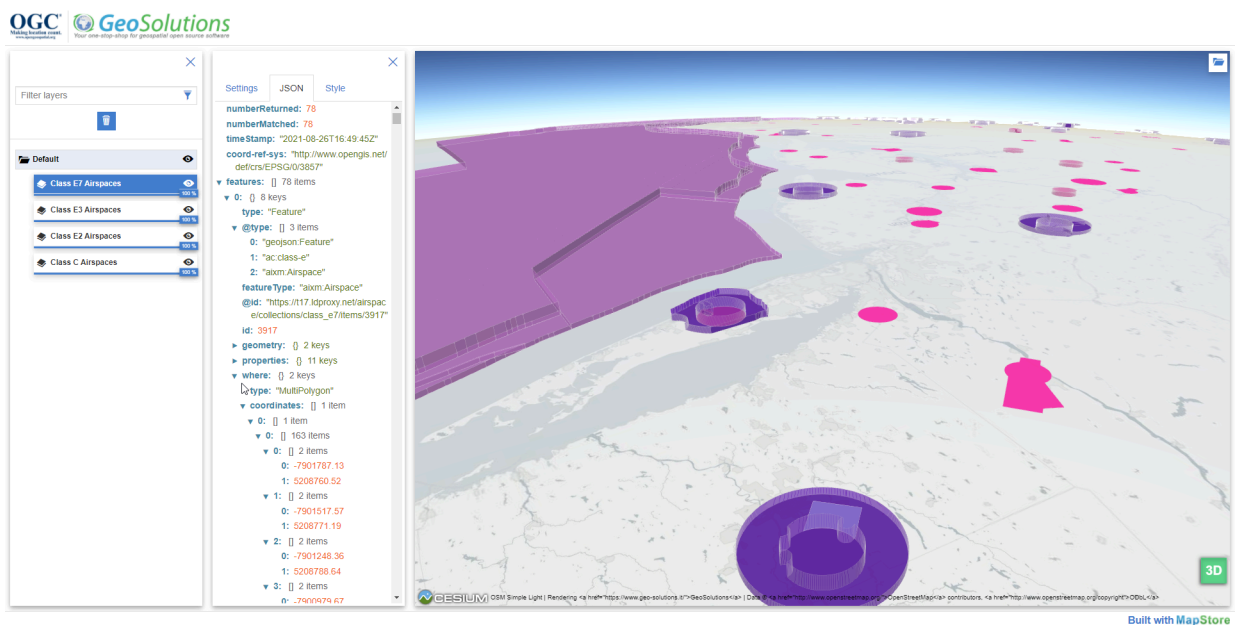 OGC
Making location count.
www.opengeospatial.org
GeoSolutions
Your one-stop-shop for geospatial open source software
Filter layers
Default
Class E7 Airspaces
100 %
Class E3 Airspaces
100 %
Class E2 Airspaces
100 %
Class C Airspaces
100 %
Settings JSON Style
numberReturned: 78
numberMatched: 78
timeStamp: "2021-08-26T16:49:45Z"
coord-ref-sys: "http://www.opengis.net/
def/crs/EPSG/0/3857"
features: [] 78 items
0: {} 8 keys
type: "Feature"
@type: [] 3 items
0: "geojson:Feature"
1: "ac:class-e"
2: "aixm:Airspace"
featureType: "aixm:Airspace"
@id: "https://t17.ldproxy.net/airspac
e/collections/class_e7/items/3917"
id: 3917
geometry: {} 2 keys
properties: {} 11 keys
where: {} 2 keys
type: "MultiPolygon"
coordinates: [] 1 item
0: [] 1 item
0: [] 163 items
0: [] 2 items
0: -7901787.13
1: 5208760.52
1: [] 2 items
0: -7901517.57
1: 5208771.19
2: [] 2 items
0: -7901248.36
1: 5208788.64
3: [] 2 items
0: -7900979.67
3D
CESIUM OSM Simple Light | Rendering <a href="https://www.geo-solutions.it/">GeoSolutions</a> | Data © <a href="http://www.openstreetmap.org/">OpenStreetMap</a> contributors, <a href="http://www.openstreetmap.org/copyright">ODbL</a>
Built with MapStore